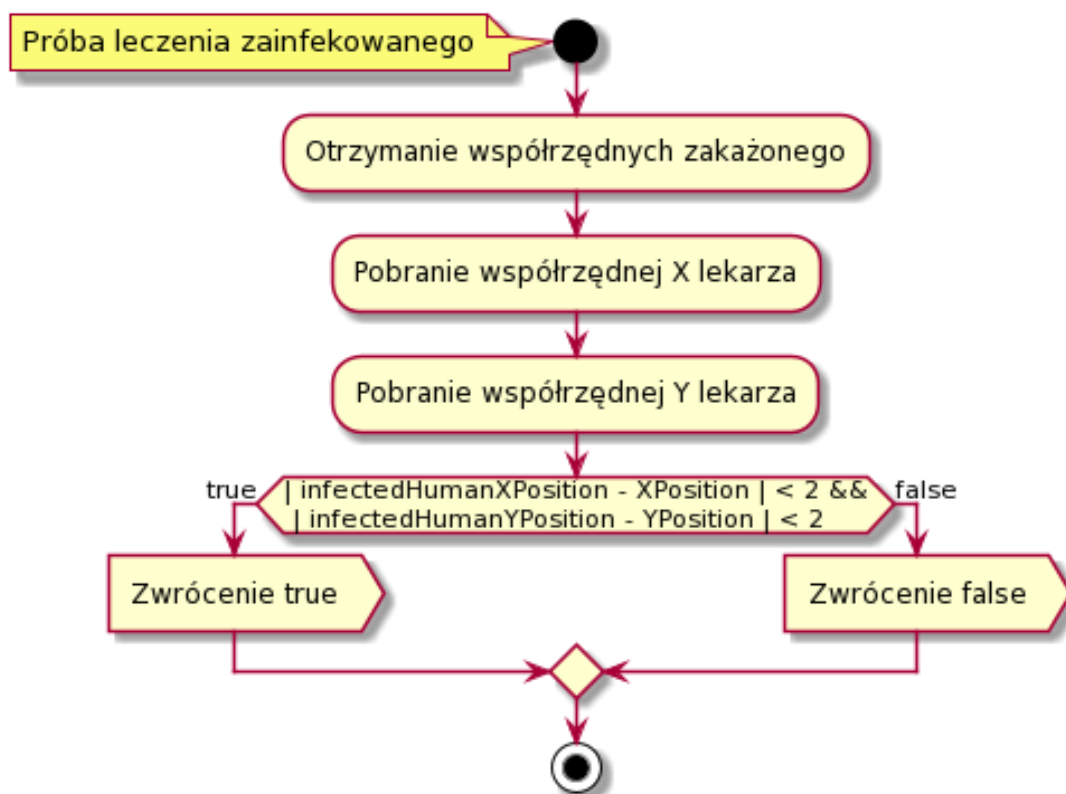 Próba leczenia zainfekowanego
Otrzymanie współrzędnych zakażonego
Pobranie współrzędnej X lekarza
Pobranie współrzędnej Y lekarza
true
| infectedHumanXPosition - XPosition | < 2 &&
| infectedHumanYPosition - YPosition | < 2
false
Zwrócenie true
Zwrócenie false